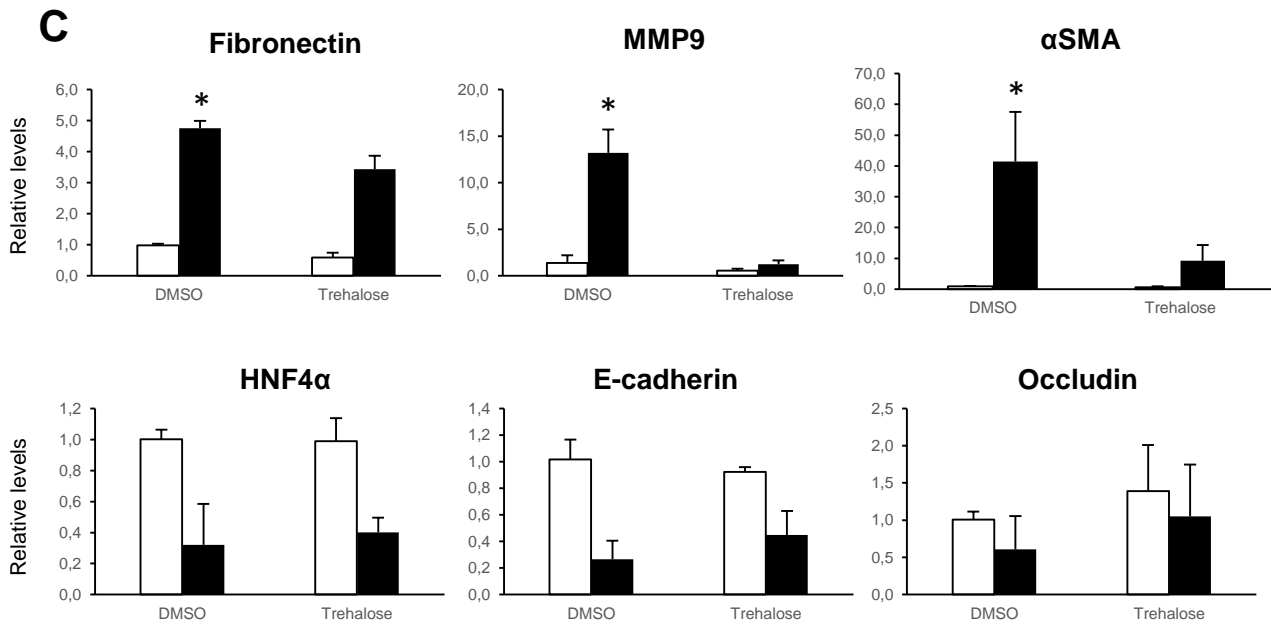 C
Fibronectin
Relative levels
6,0
5,0
4,0
3,0
2,0
1,0
0,0
*
DMSO
Trehalose
MMP9
20,0
15,0
10,0
5,0
0,0
*
DMSO
Trehalose
αSMA
70,0
60,0
50,0
40,0
30,0
20,0
10,0
0,0
*
DMSO
Trehalose
HNF4α
Relative levels
1,2
1,0
0,8
0,6
0,4
0,2
0,0
DMSO
Trehalose
E-cadherin
1,4
1,2
1,0
0,8
0,6
0,4
0,2
0,0
DMSO
Trehalose
Occludin
2,5
2,0
1,5
1,0
0,5
0,0
DMSO
Trehalose